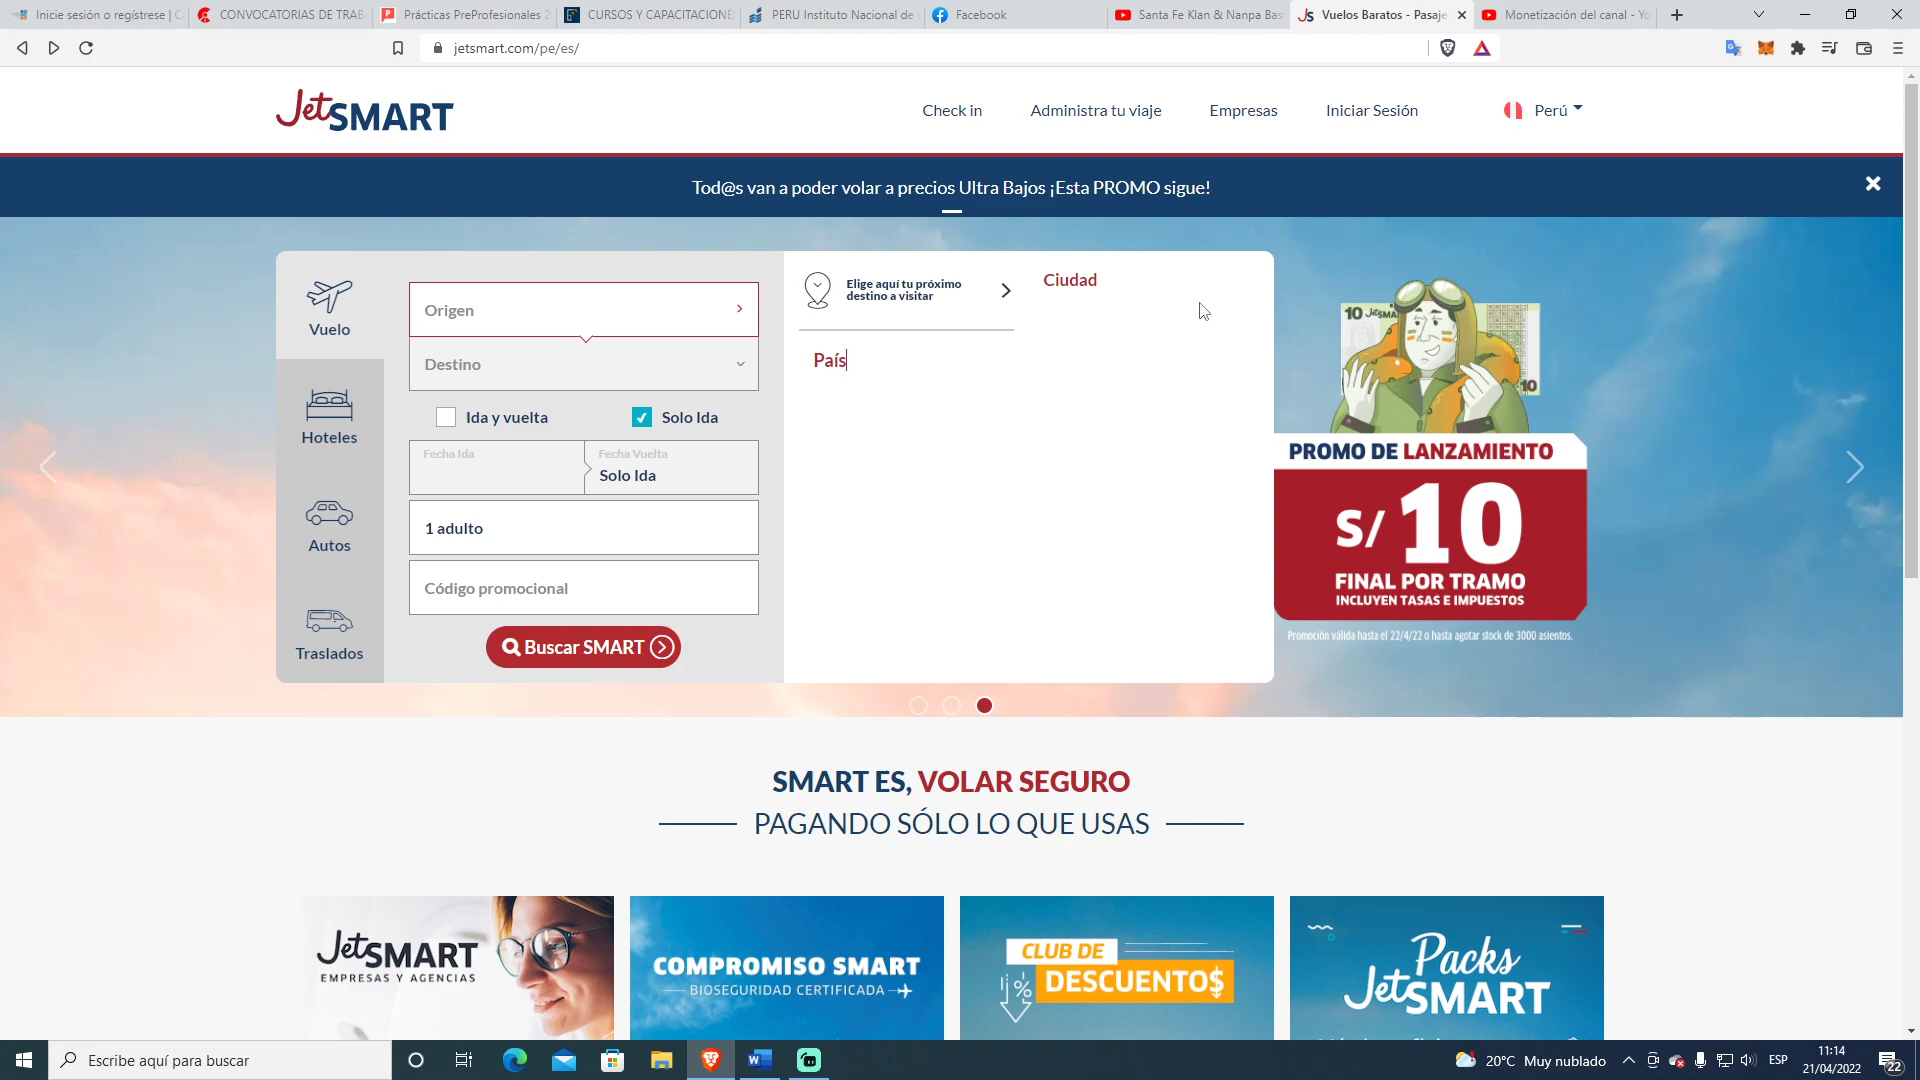 Inicie sesión o regístrese | C
CONVOCATORIAS DE TRAB
Prácticas PreProfesionales 2
CURSOS Y CAPACITACIONE
PERU Instituto Nacional de
Facebook
Santa Fe Klan & Nanpa Bas
Vuelos Baratos - Pasaje
Monetización del canal - Yo
jetsmart.com/pe/es/
JetSMART
Check in
Administra tu viaje
Empresas
Iniciar Sesión
Perú
Tod@s van a poder volar a precios Ultra Bajos ¡Esta PROMO sigue!
Vuelo
Hoteles
Autos
Traslados
Origen
Destino
Ida y vuelta
Solo Ida
Fecha Ida
Fecha Vuelta
Solo Ida
1 adulto
Código promocional
Buscar SMART
Elige aquí tu próximo
destino a visitar
País
Ciudad
10 JetSMA
10
PROMO DE LANZAMIENTO
S/ 10
FINAL POR TRAMO
INCLUYEN TASAS E IMPUESTOS
Promoción válida hasta el 22/4/22 o hasta agotar stock de 3000 asientos.
SMART ES, VOLAR SEGURO
PAGANDO SÓLO LO QUE USAS
JetSMART
EMPRESAS Y AGENCIAS
COMPROMISO SMART
BIOSEGURIDAD CERTIFICADA
CLUB DE
DESCUENTO$
%
Packs
JetSMART
Escribe aquí para buscar
20°C Muy nublado
ESP
11:14
21/04/2022
22